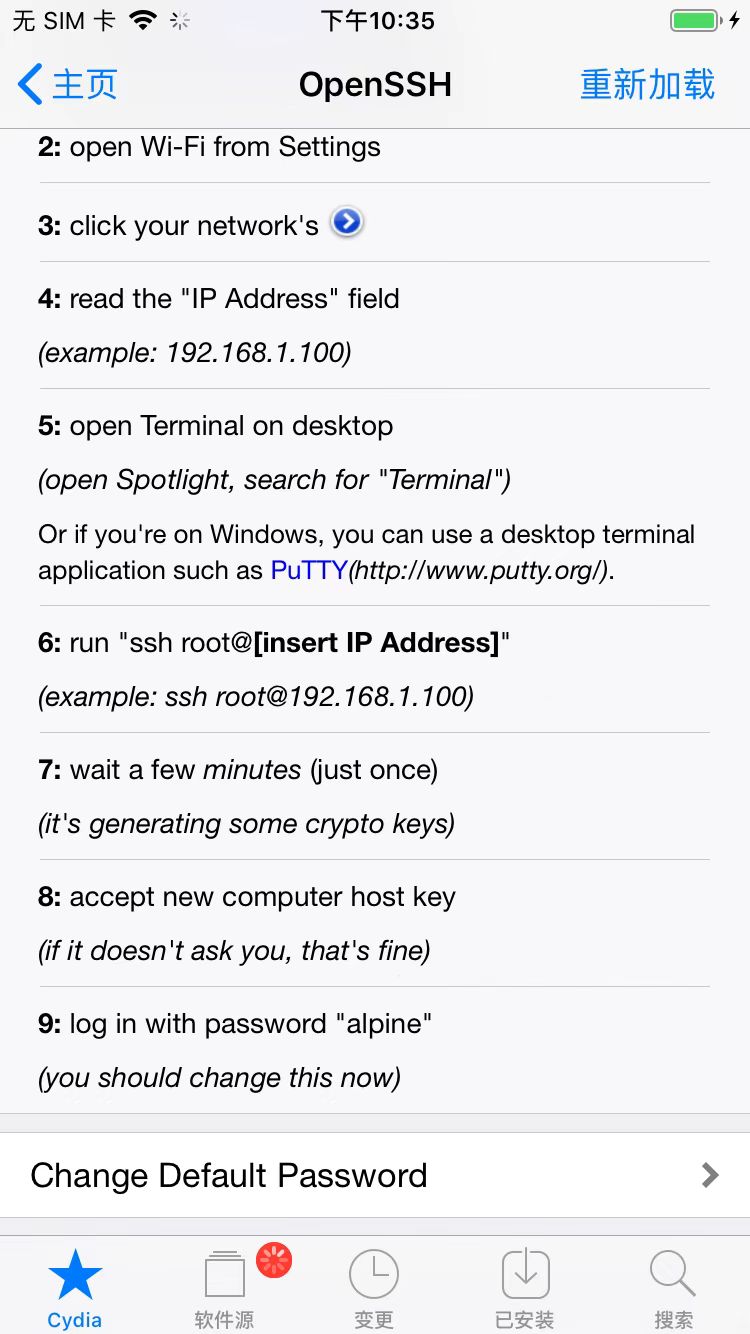 无 SIM 卡 下午10:35
主页 OpenSSH 重新加载
2: open Wi-Fi from Settings
3: click your network's
4: read the "IP Address" field
(example: 192.168.1.100)
5: open Terminal on desktop
(open Spotlight, search for "Terminal")
Or if you're on Windows, you can use a desktop terminal
application such as PuTTY(http://www.putty.org/).
6: run "ssh root@[insert IP Address]"
(example: ssh root@192.168.1.100)
7: wait a few minutes (just once)
(it's generating some crypto keys)
8: accept new computer host key
(if it doesn't ask you, that's fine)
9: log in with password "alpine"
(you should change this now)
Change Default Password
Cydia 软件源 变更 已安装 搜索